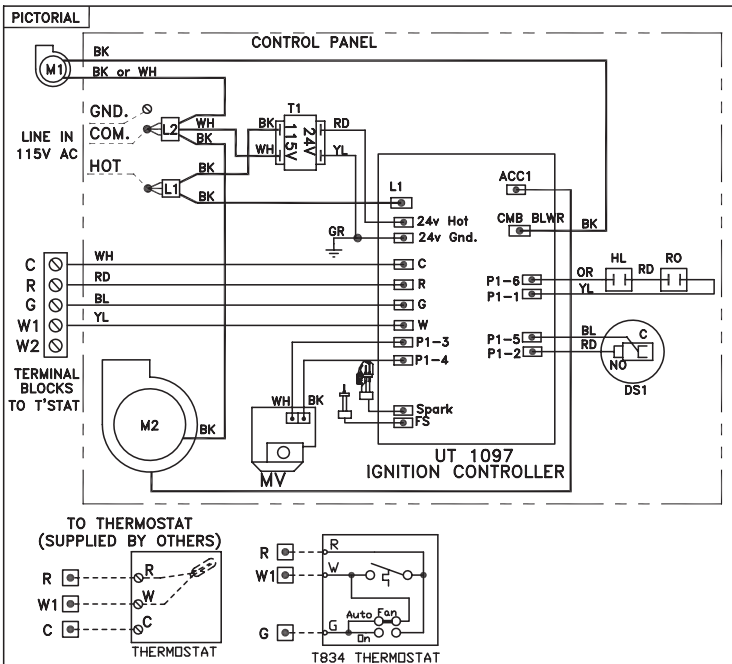 PICTORIAL
CONTROL PANEL
BK
M1
BK or WH
GND.
COM.
LINE IN
115V AC
HOT
L2
WH
BK
L1
BK
BK
T1
BK
WH
115V
24V
RD
YL
L1
ACC1
24v Hot
24v Gnd.
GR
CMB BLWR
BK
C
R
G
W1
W2
WH
RD
BL
YL
C
R
G
W
P1-3
P1-4
P1-6
P1-1
OR
YL
HL
RD
RO
P1-5
P1-2
BL
RD
C
NO
DS1
TERMINAL
BLOCKS
TO T'STAT
M2
BK
WH
BK
MV
Spark
FS
UT 1097
IGNITION CONTROLLER
TO THERMOSTAT
(SUPPLIED BY OTHERS)
R
W1
C
R
W
C
THERMOSTAT
R
W1
G
R
W
G
Auto Fan
On
T834 THERMOSTAT